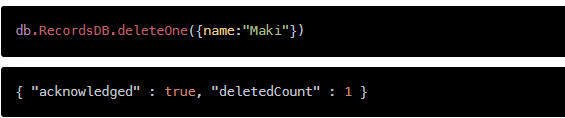 db.RecordsDB.deleteOne({name:"Maki"})
{ "acknowledged" : true, "deletedCount" : 1 }